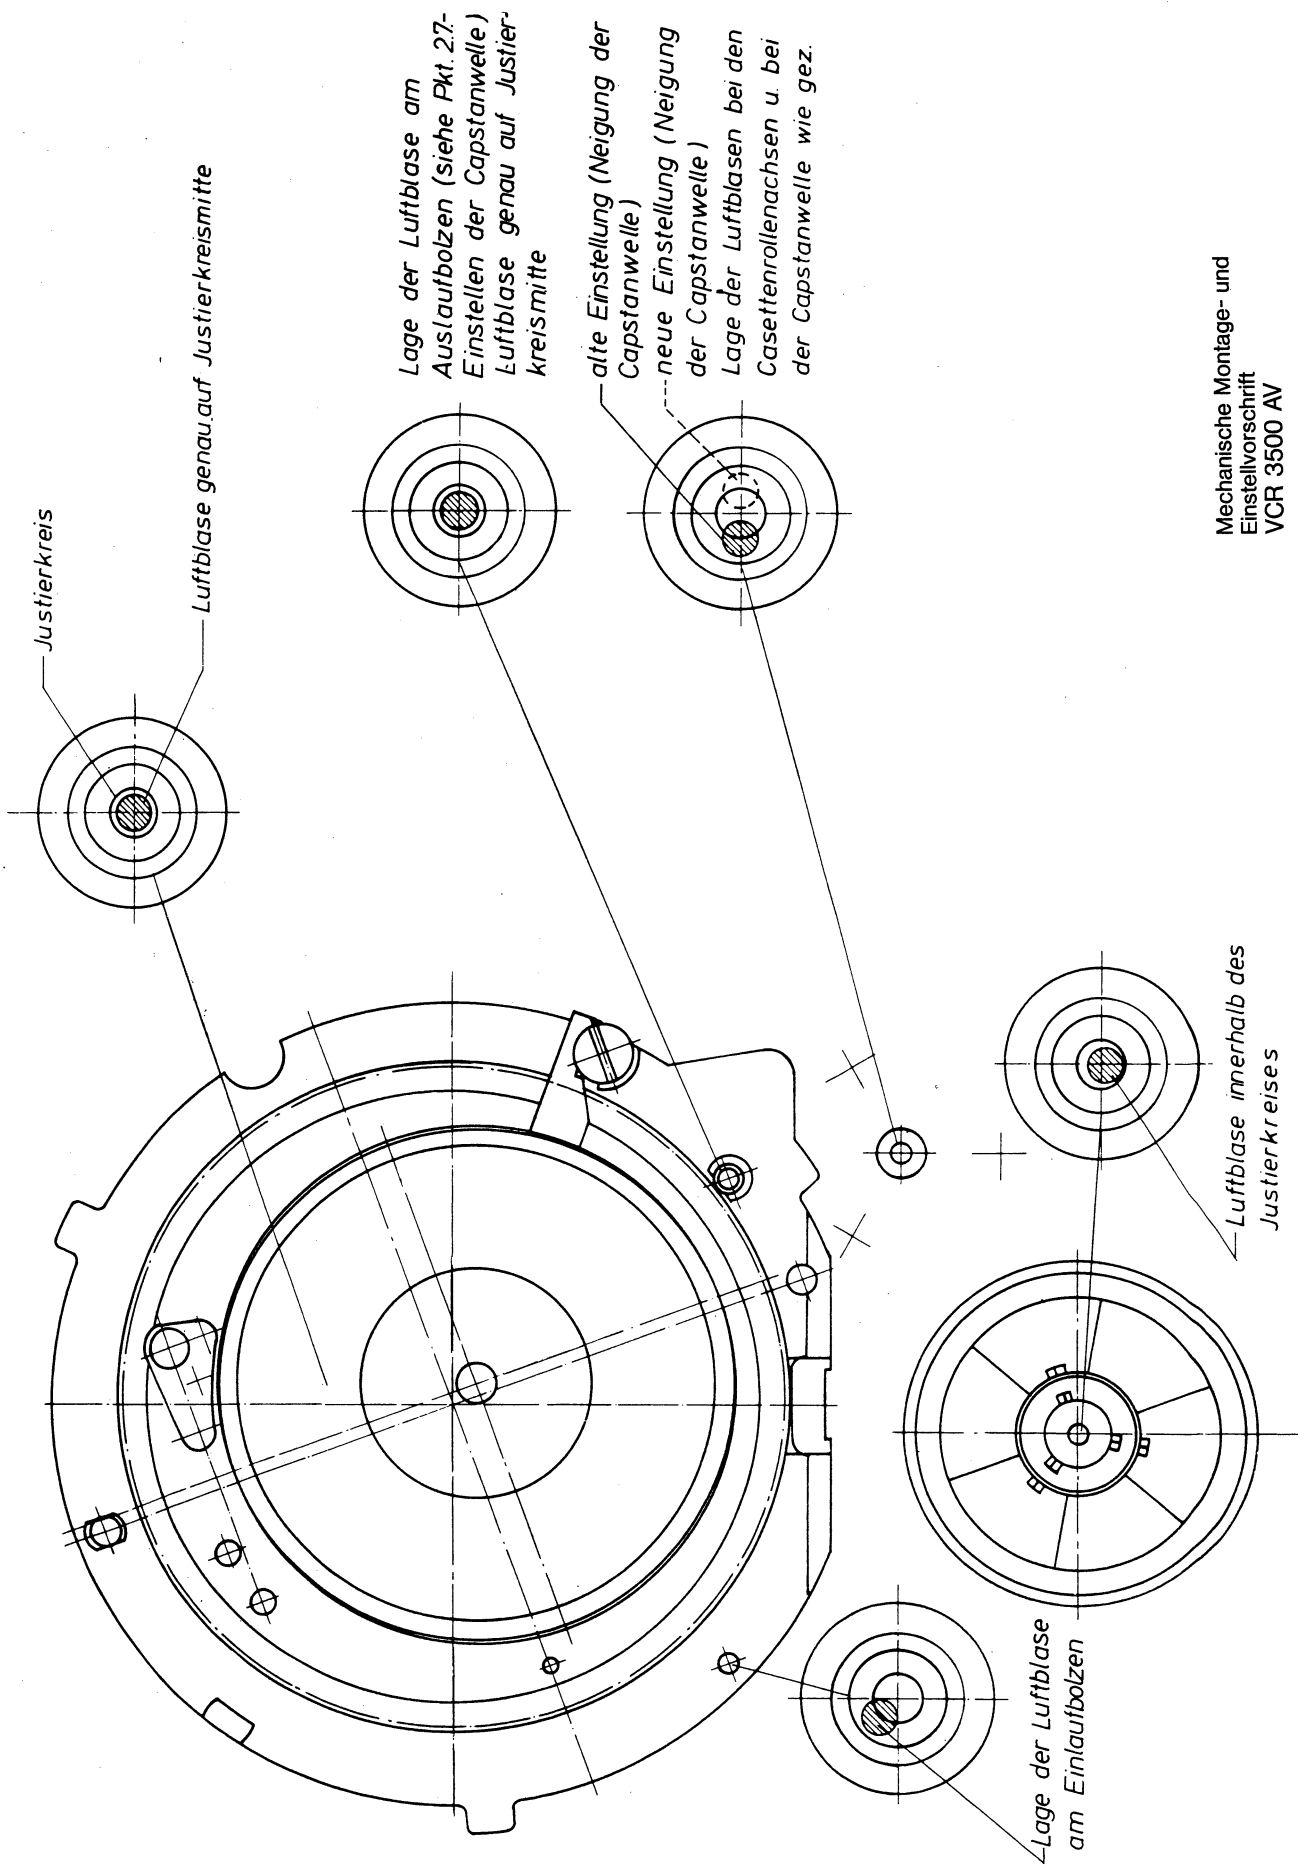 Justierkreis
Luftblase genau auf Justierkreismitte
Lage der Luftblase am
Auslaufbolzen (siehe Pkt. 27.-
Einstellen der Capstanwelle)
Luftblase genau auf Justier-
kreismitte
alte Einstellung (Neigung der
Capstanwelle)
neue Einstellung (Neigung
der Capstanwelle)
Lage der Luftblasen bei den
Casettenrollenachsen u. bei
der Capstanwelle wie gez.
Luftblase innerhalb des
Justierkreises
Lage der Luftblase
am Einlaufbolzen
Mechanische Montage- und
Einstellvorschrift
VCR 3500 AV